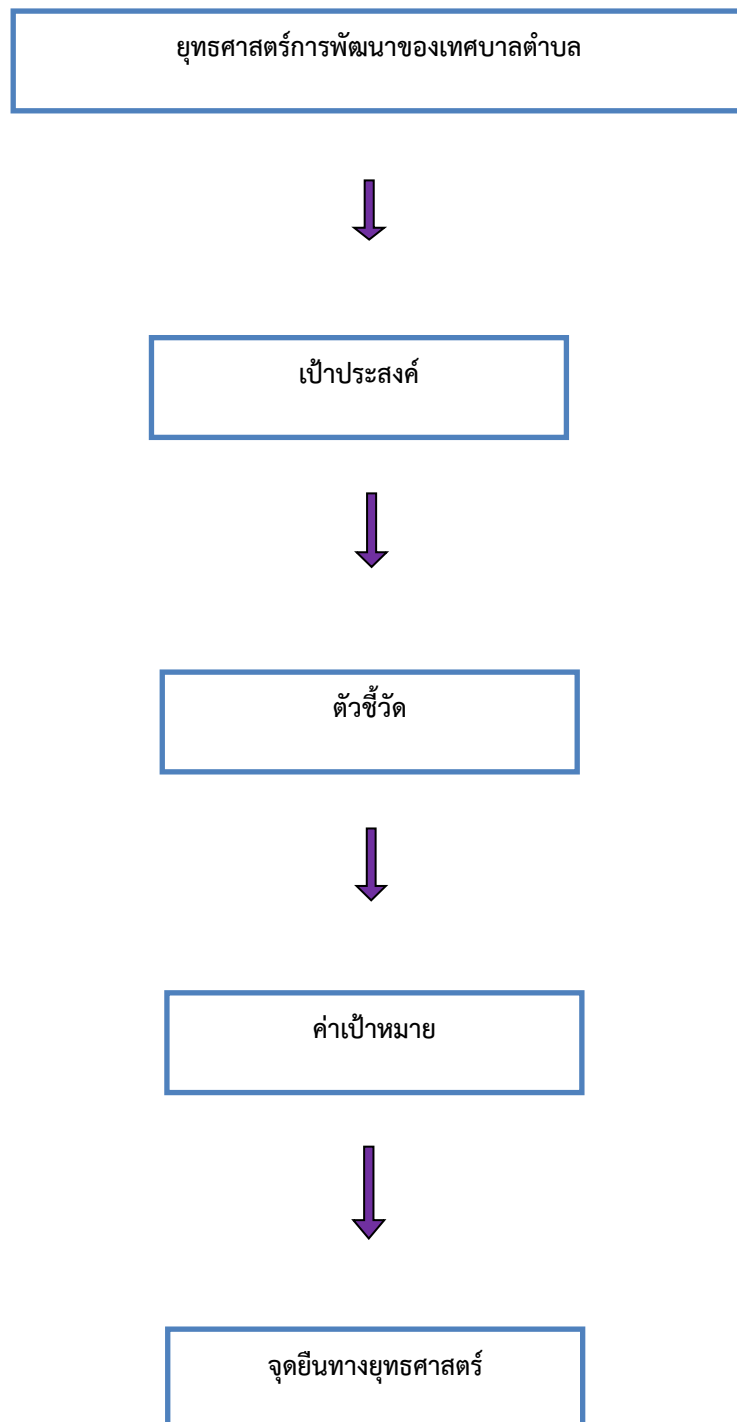 ยุทธศาสตร์การพัฒนาของเทศบาลตำบล
เป้าประสงค์
ตัวชี้วัด
ค่าเป้าหมาย
จุดยืนทางยุทธศาสตร์